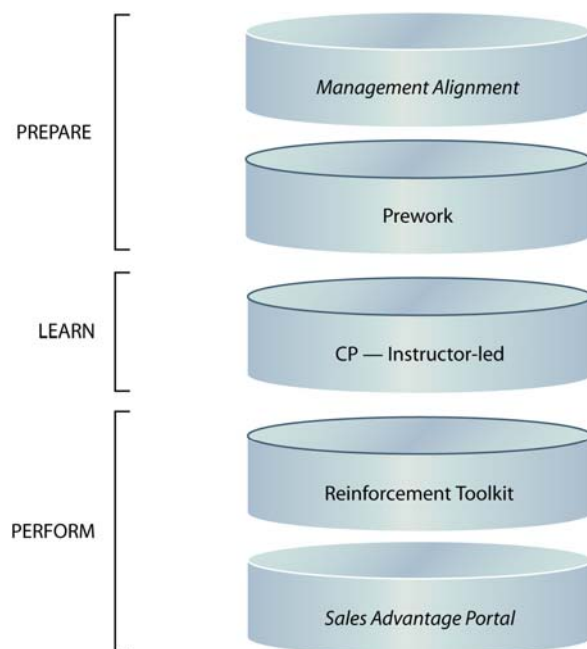 Management Alignment
PREPARE
Prework
LEARN
CP — Instructor-led
Reinforcement Toolkit
PERFORM
Sales Advantage Portal